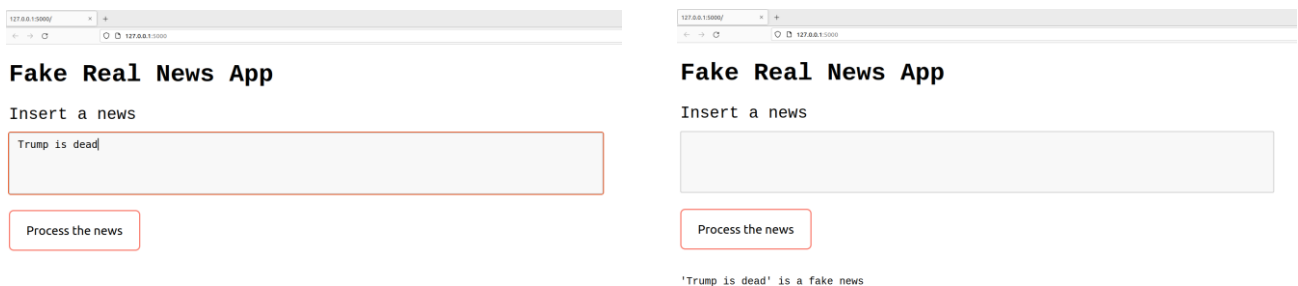 127.0.0.1:5000/ × +
127.0.0.1:5000
Fake Real News App
Insert a news
Trump is dead
Process the news
127.0.0.1:5000/ × +
127.0.0.1:5000
Fake Real News App
Insert a news
Process the news
'Trump is dead' is a fake news